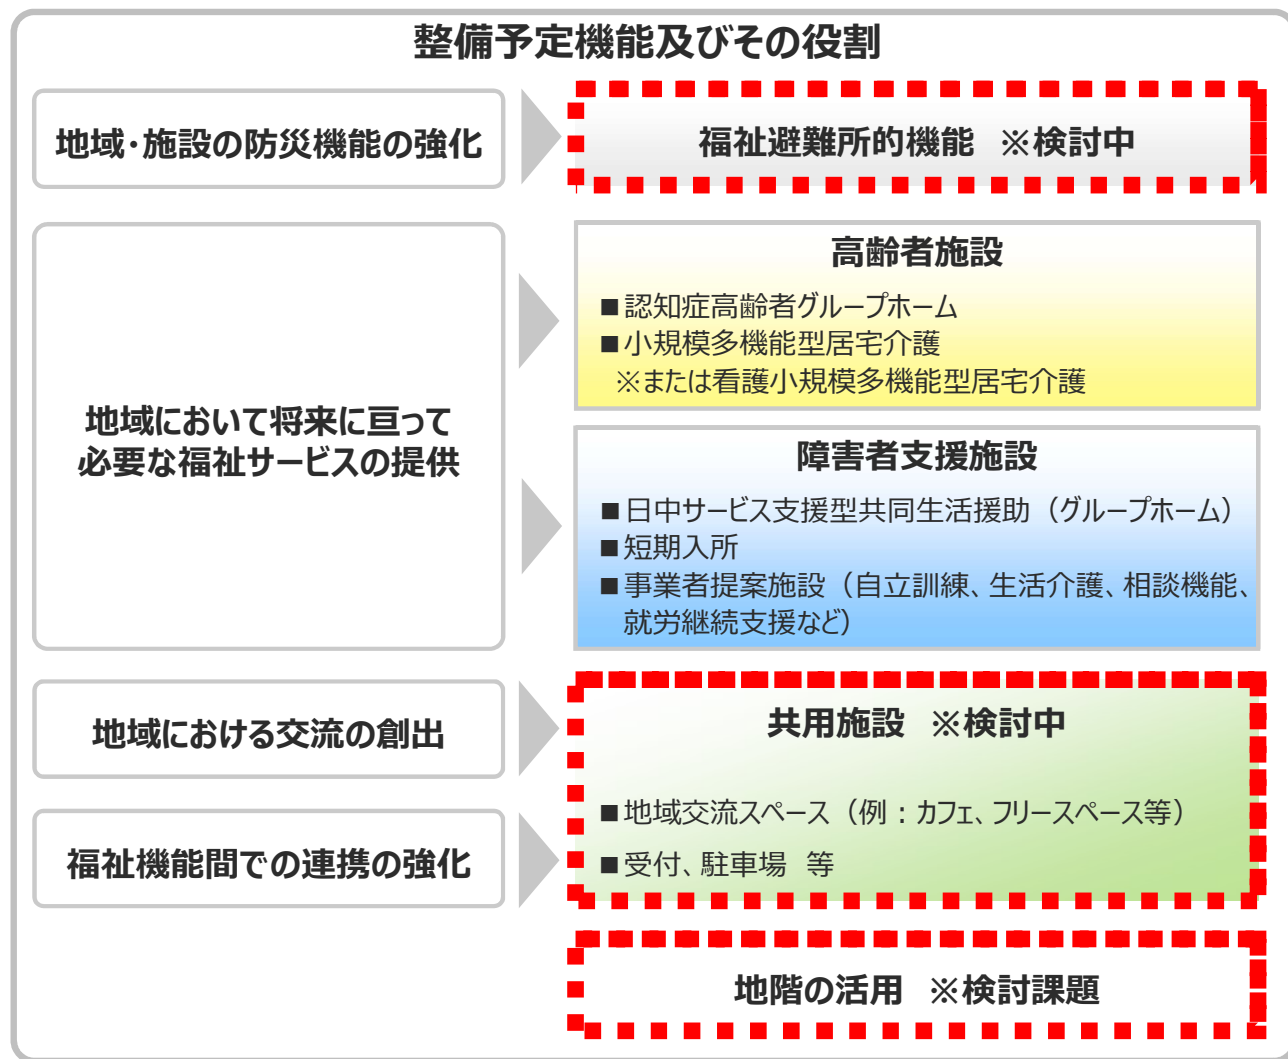 整備予定機能及びその役割
地域・施設の防災機能の強化
福祉避難所的機能 ※検討中
地域において将来に亘って
必要な福祉サービスの提供
高齢者施設
■認知症高齢者グループホーム
■小規模多機能型居宅介護
※または看護小規模多機能型居宅介護
障害者支援施設
■日中サービス支援型共同生活援助（グループホーム）
■短期入所
■事業者提案施設（自立訓練、生活介護、相談機能、
就労継続支援など）
地域における交流の創出
福祉機能間での連携の強化
共用施設 ※検討中
■地域交流スペース（例：カフェ、フリースペース等）
■受付、駐車場 等
地階の活用 ※検討課題